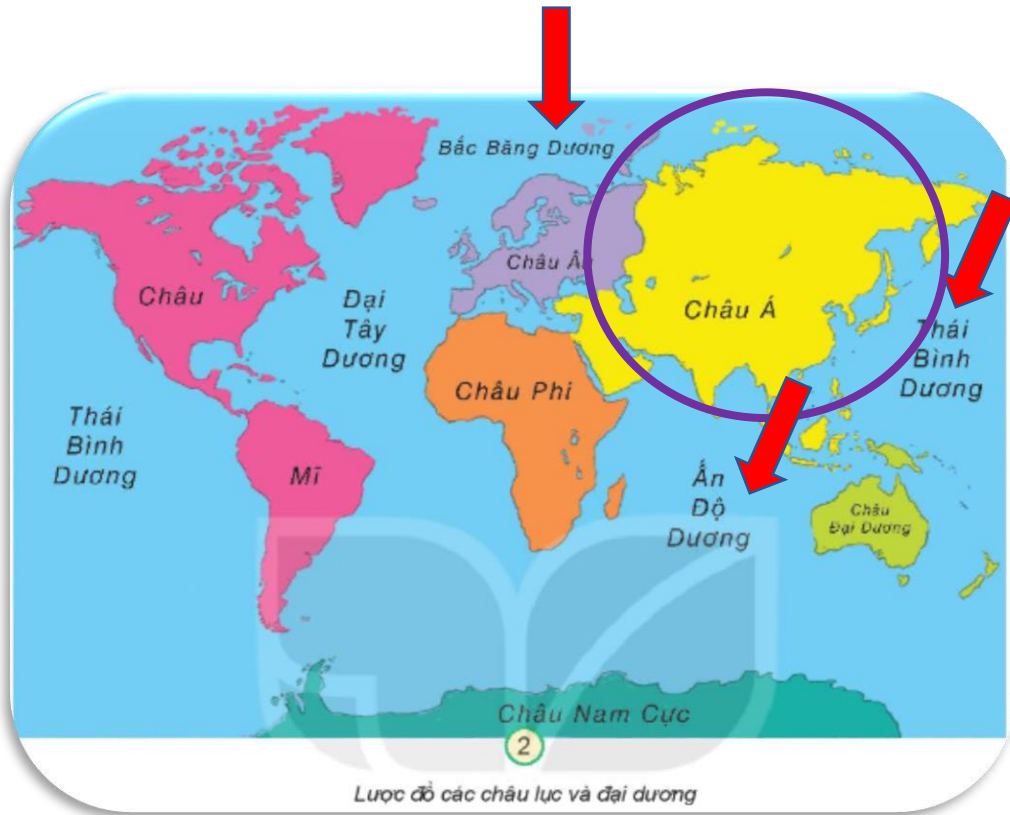 Bắc Băng Dương
Châu Âu
Châu
Đại
Tây
Dương
Châu Á
Thái
Bình
Dương
Châu Phi
Thái
Bình
Dương
Mĩ
Ấn
Độ
Dương
Châu
Đại Dương
Châu Nam Cực
2
Lược đồ các châu lục và đại dương